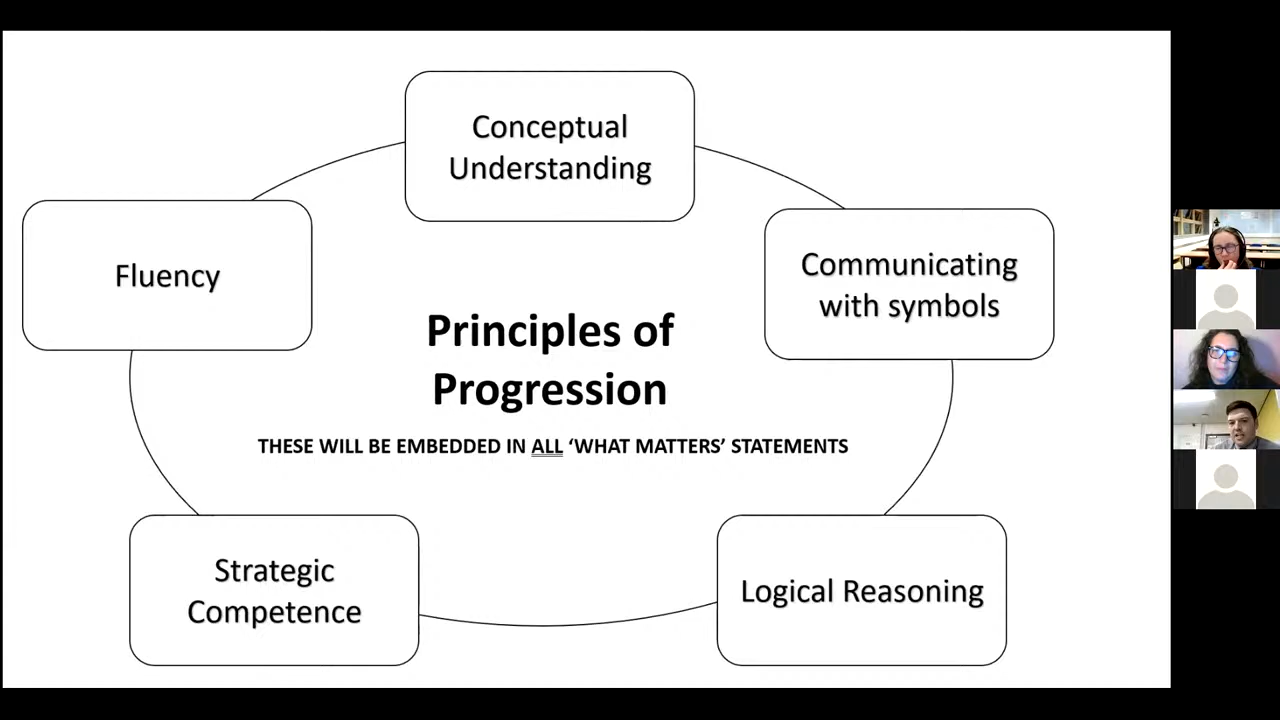 Conceptual
Understanding
Communicating
with symbols
Fluency
Principles of
Progression
THESE WILL BE EMBEDDED IN ALL ‘WHAT MATTERS’ STATEMENTS
Strategic
Competence
Logical Reasoning